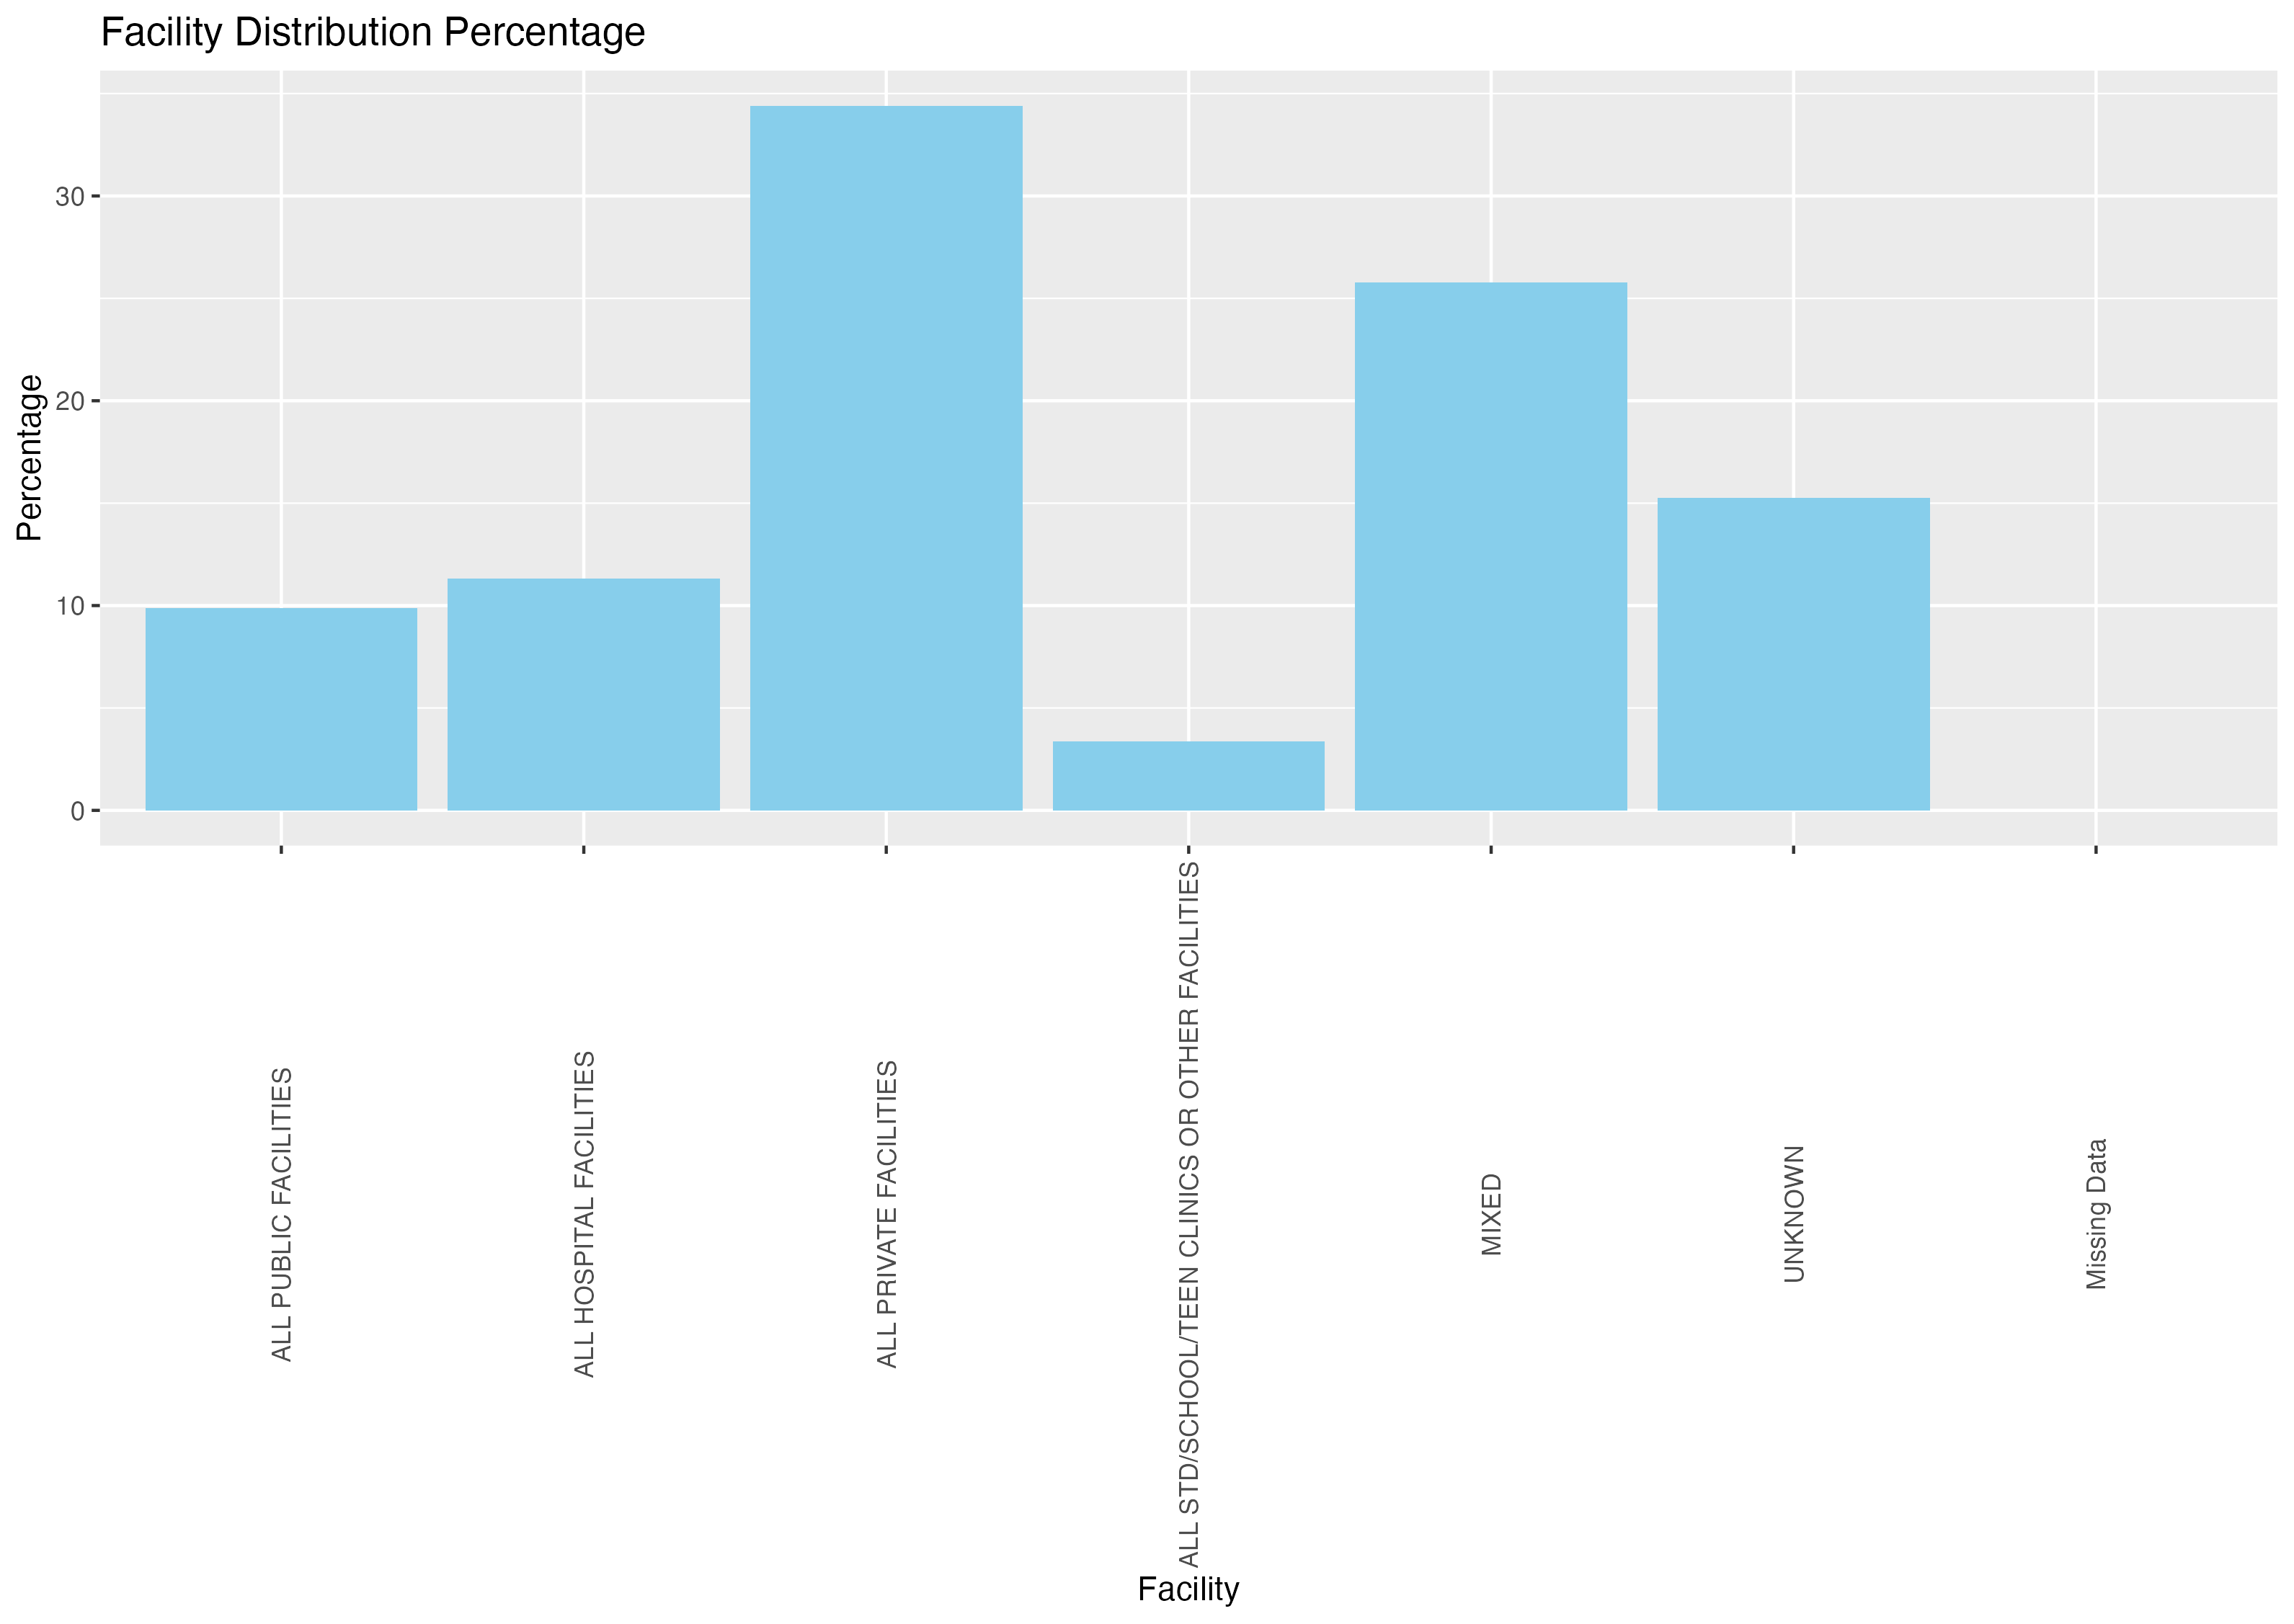 Facility Distribution Percentage
Percentage
30
20
10
0
ALL PUBLIC FACILITIES
ALL HOSPITAL FACILITIES
ALL PRIVATE FACILITIES
ALL STD/SCHOOL/TEEN CLINICS OR OTHER FACILITIES
MIXED
UNKNOWN
Missing Data
Facility